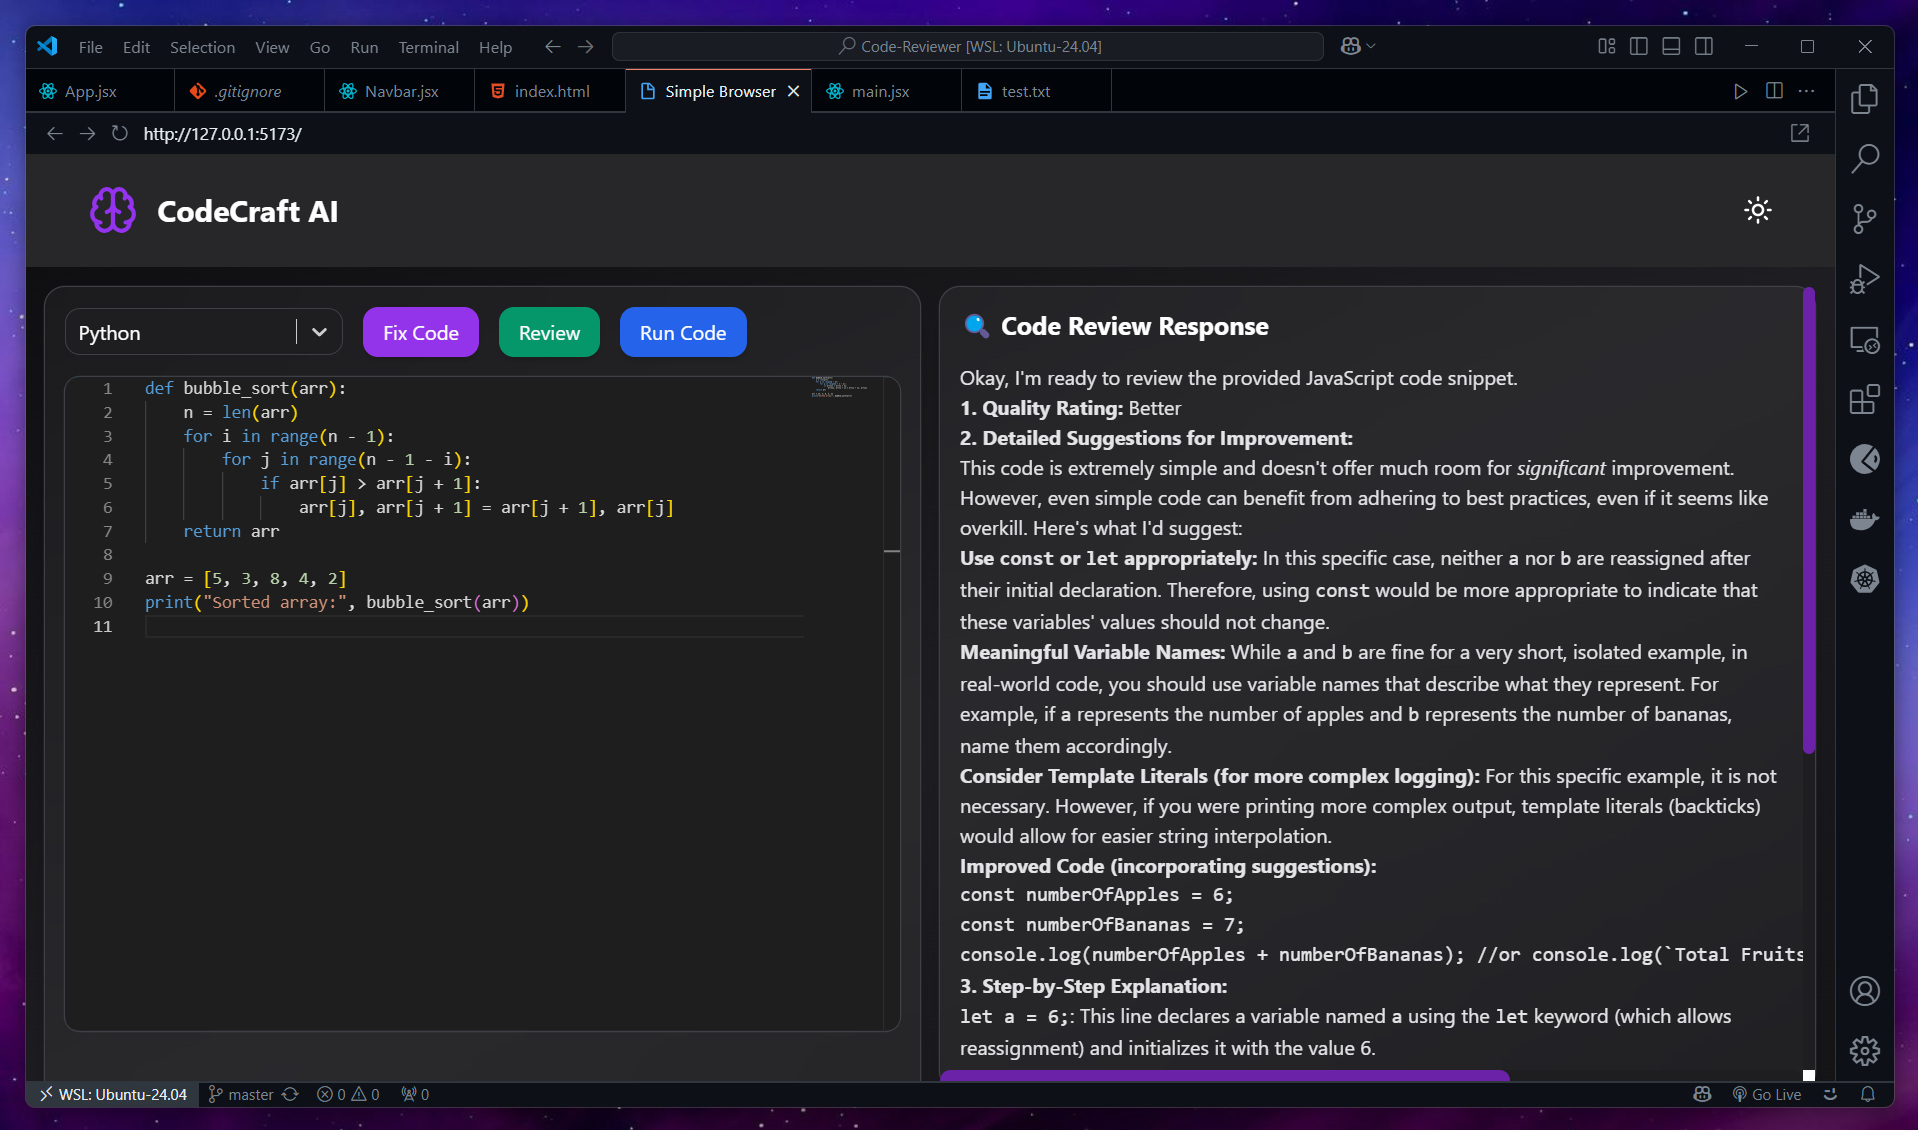 File Edit Selection View Go Run Terminal Help
Code-Reviewer [WSL: Ubuntu-24.04]
App.jsx
.gitignore
Navbar.jsx
index.html
Simple Browser
main.jsx
test.txt
http://127.0.0.1:5173/
CodeCraft AI
Python
Fix Code
Review
Run Code
1 def bubble_sort(arr):
2 n = len(arr)
3 for i in range(n - 1):
4 for j in range(n - 1 - i):
5 if arr[j] > arr[j + 1]:
6 arr[j], arr[j + 1] = arr[j + 1], arr[j]
7 return arr
8
9 arr = [5, 3, 8, 4, 2]
10 print("Sorted array:", bubble_sort(arr))
11
Code Review Response
Okay, I'm ready to review the provided JavaScript code snippet.
1. Quality Rating: Better
2. Detailed Suggestions for Improvement:
This code is extremely simple and doesn't offer much room for significant improvement.
However, even simple code can benefit from adhering to best practices, even if it seems like
overkill. Here's what I'd suggest:
Use const or let appropriately: In this specific case, neither a nor b are reassigned after
their initial declaration. Therefore, using const would be more appropriate to indicate that
these variables' values should not change.
Meaningful Variable Names: While a and b are fine for a very short, isolated example, in
real-world code, you should use variable names that describe what they represent. For
example, if a represents the number of apples and b represents the number of bananas,
name them accordingly.
Consider Template Literals (for more complex logging): For this specific example, it is not
necessary. However, if you were printing more complex output, template literals (backticks)
would allow for easier string interpolation.
Improved Code (incorporating suggestions):
const numberOfApples = 6;
const numberOfBananas = 7;
console.log(numberOfApples + numberOfBananas); //or console.log(`Total Fruits
3. Step-by-Step Explanation:
let a = 6;: This line declares a variable named a using the let keyword (which allows
reassignment) and initializes it with the value 6.
WSL: Ubuntu-24.04
master
0 0
0
Go Live